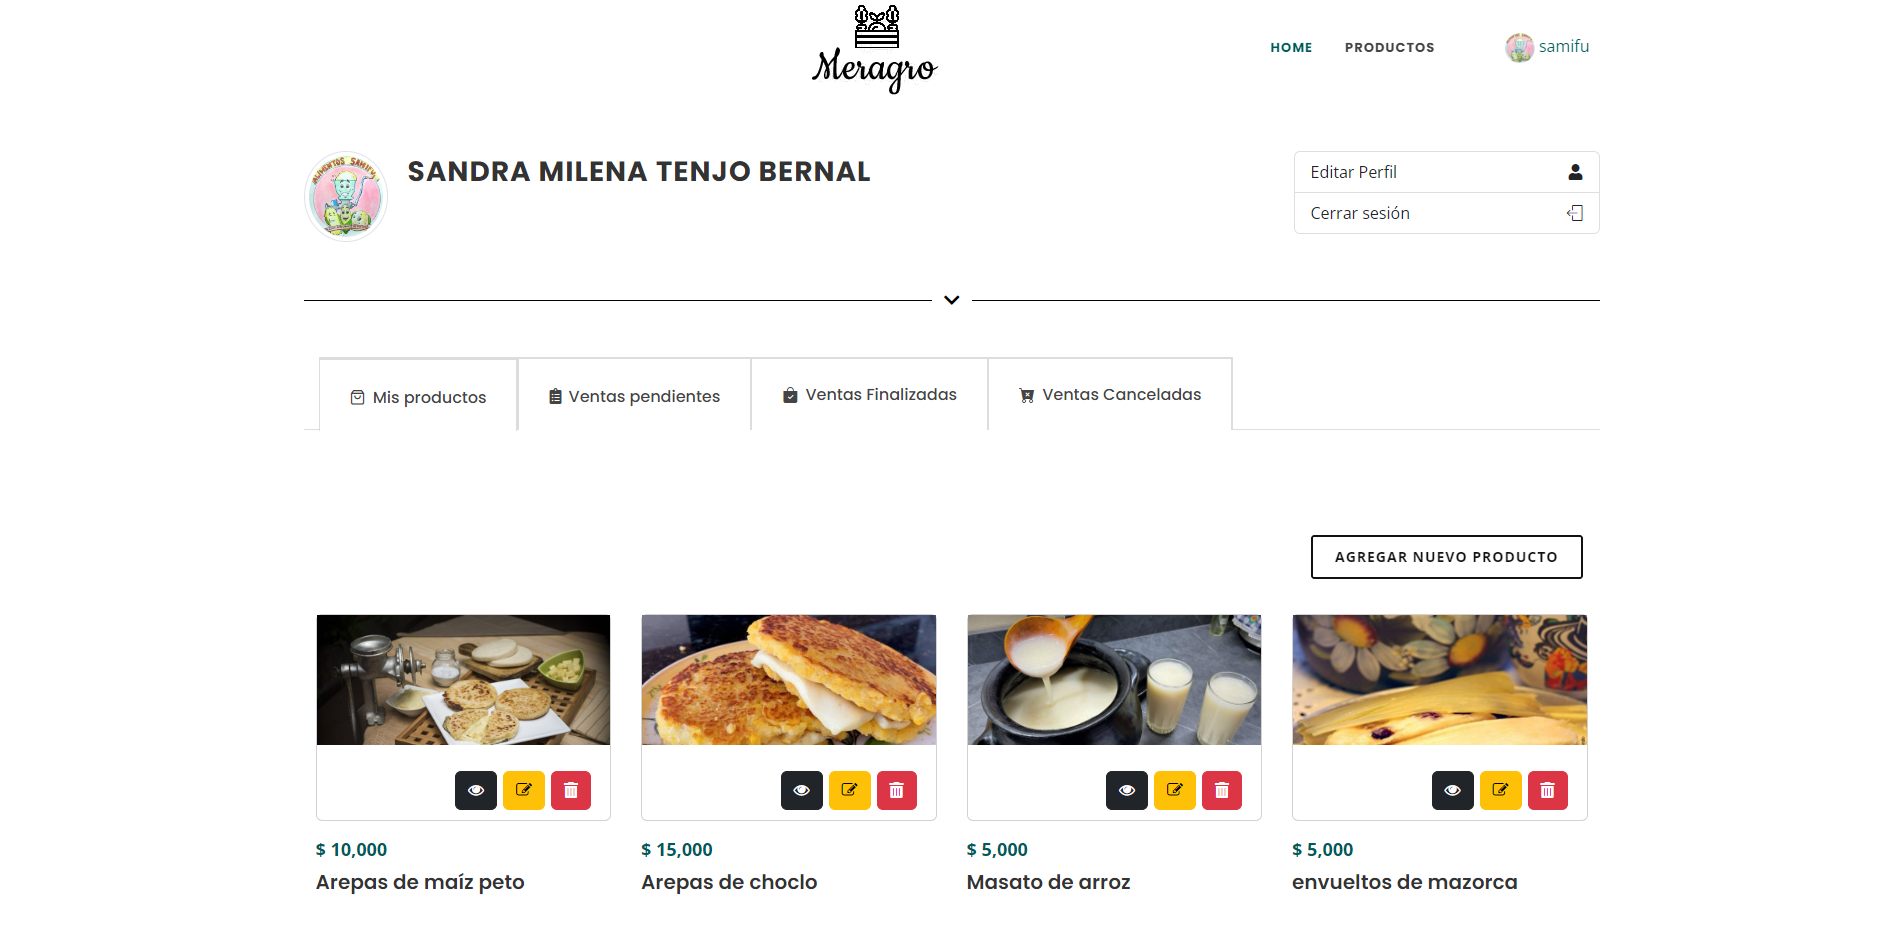 Meragro
HOME PRODUCTOS samifu
ALIMENTOS SAMIFU
SANDRA MILENA TENJO BERNAL
Editar Perfil
Cerrar sesión
Mis productos Ventas pendientes Ventas Finalizadas Ventas Canceladas
AGREGAR NUEVO PRODUCTO
$ 10,000 $ 15,000 $ 5,000 $ 5,000
Arepas de maíz peto Arepas de choclo Masato de arroz envueltos de mazorca